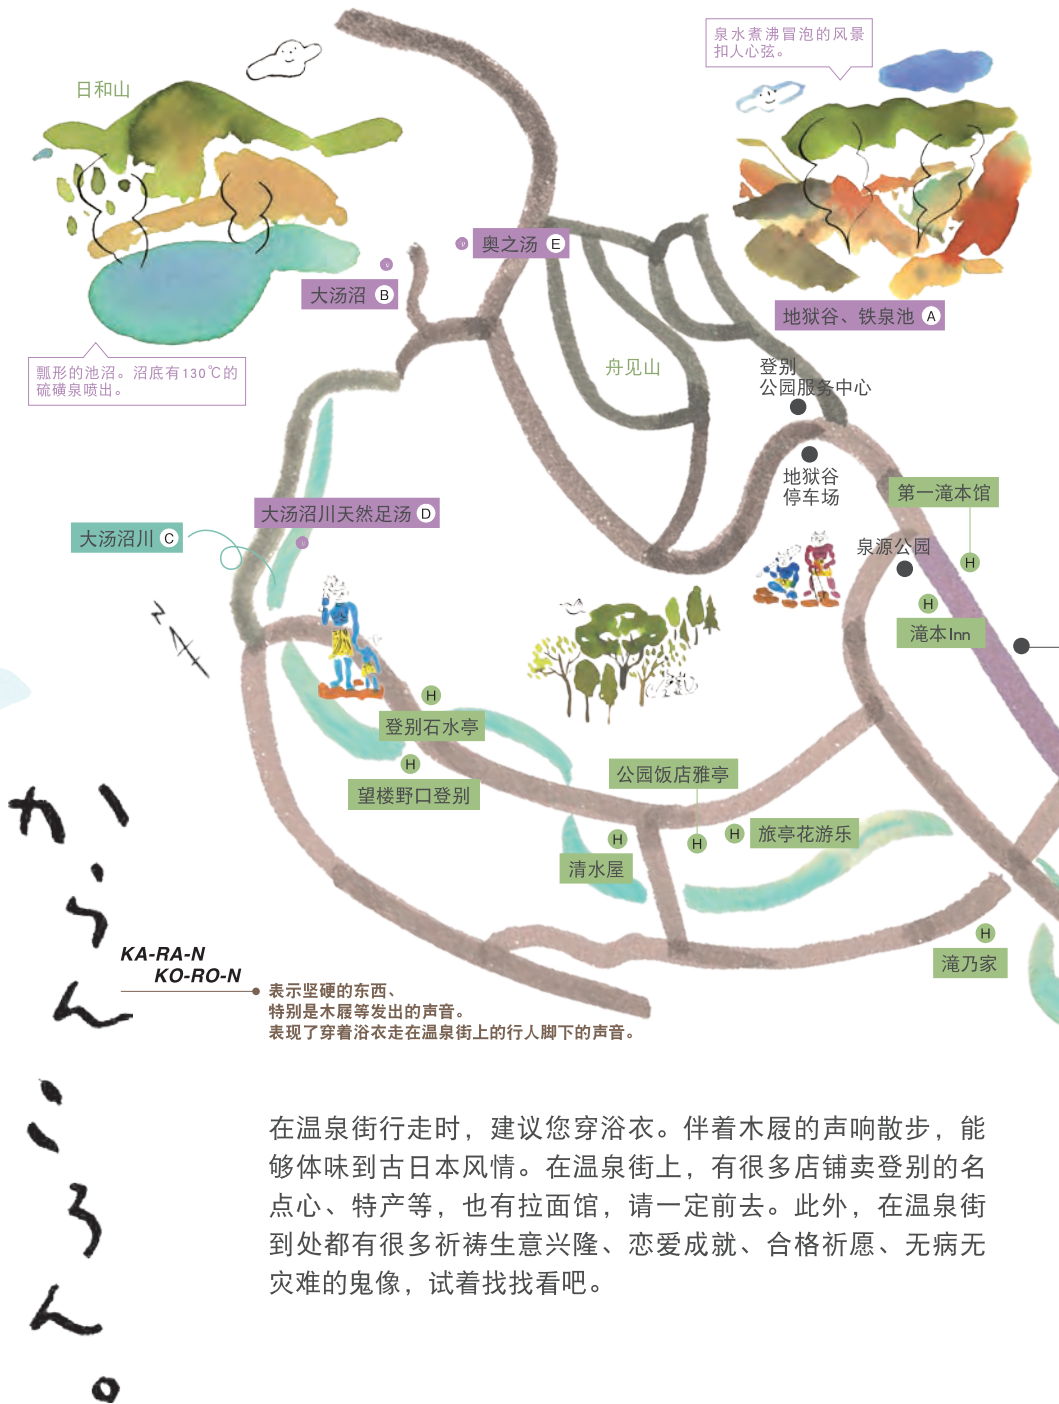 泉水煮沸冒泡的风景
扣人心弦。
日和山
奥之汤 E
大汤沼 B
地狱谷、铁泉池 A
瓢形的池沼。沼底有130℃的
硫磺泉喷出。
舟见山
登别
公园服务中心
地狱谷
停车场
第一滝本馆
大汤沼川天然足汤 D
大汤沼川 C
泉源公园
H
H
滝本Inn
N
H
登别石水亭
H
望楼野口登别
公园饭店雅亭
H
H
H
旅亭花游乐
清水屋
H
滝乃家
からん
ころん。
KA-RA-N
KO-RO-N
表示坚硬的东西、
特别是木屐等发出的声音。
表现了穿着浴衣走在温泉街上的行人脚下的声音。
在温泉街行走时，建议您穿浴衣。伴着木屐的声响散步，能
够体味到古日本风情。在温泉街上，有很多店铺卖登别的名
点心、特产等，也有拉面馆，请一定前去。此外，在温泉街
到处都有很多祈祷生意兴隆、恋爱成就、合格祈愿、无病无
灾难的鬼像，试着找找看吧。